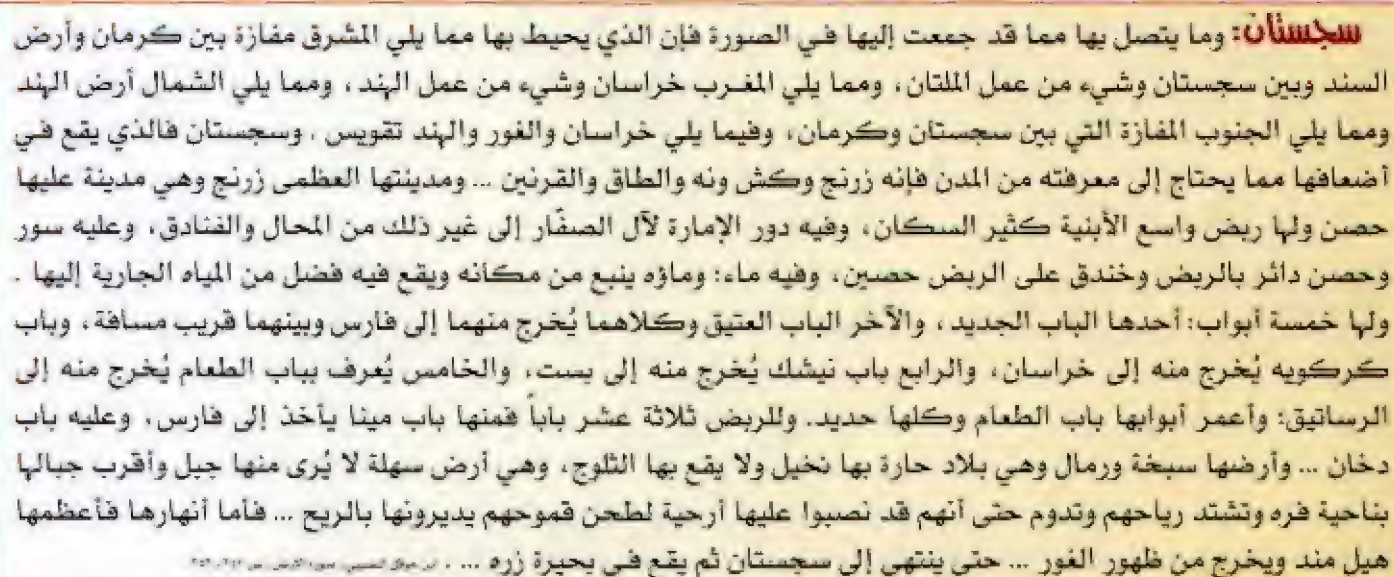 سجستان: وما يتصل بها مما قد جمعت إليها في الصورة فإن الذي يحيط بها مما يلي المشرق مفازة بين كرمان وأرض
السند وبين سجستان وشيء من عمل الملتان، ومما يلي المغرب خراسان وشيء من عمل الهند، ومما يلي الشمال أرض الهند
ومما يلي الجنوب المفازة التي بين سجستان وكرمان، وفيما يلي خراسان والغور والهند تقويس. وسجستان فالذي يقع في
أضعافها مما يحتاج إلى معرفته من المدن فإنه زرنج وكش ونه والطاق والقرنين ... ومدينتها العظمى زرنج وهي مدينة عليها
حصن ولها ربض واسع الأبنية كثير السكان، وفيه دور الإمارة لآل الصفّار إلى غير ذلك من المحال والفنادق، وعليه سور
وحصن دائر بالربض وخندق على الربض حصين، وفيه ماء: وماؤه ينبع من مكانه ويقع فيه فضل من المياه الجارية إليها.
ولها خمسة أبواب: أحدها الباب الجديد، والآخر الباب العتيق وكلاهما يُخرج منهما إلى فارس وبينهما قريب مسافة، وباب
كركويه يُخرج منه إلى خراسان، والرابع باب نيشك يُخرج منه إلى بست، والخامس يُعرف بباب الطعام يُخرج منه إلى
الرساتيق: وأعمر أبوابها باب الطعام وكلها حديد. وللربض ثلاثة عشر باباً فمنها باب مينا يأخذ إلى فارس، وعليه باب
دخان ... وأرضها سبخة ورمال وهي بلاد حارة بها نخيل ولا يقع بها الثلوج، وهي أرض سهلة لا يُرى منها جبل وأقرب جبالها
بناحية فره وتشتد رياحهم وتدوم حتى أنهم قد نصبوا عليها أرحية لطحن قموحهم يديرونها بالريح ... فأما أنهارها فأعظمها
هيل مند ويخرج من ظهور الغور ... حتى ينتهي إلى سجستان ثم يقع في بحيرة زره ... .